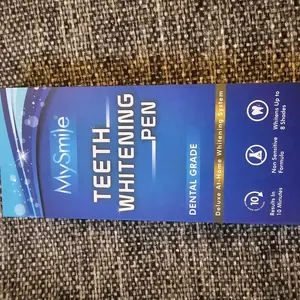 MySmile
TEETH
WHITENING
PEN
DENTAL GRADE
Deluxe At-Home Whitening System
10
Results In
10 Minutes
Non Sensitive
Formula
Whitens Up to
8 Shades